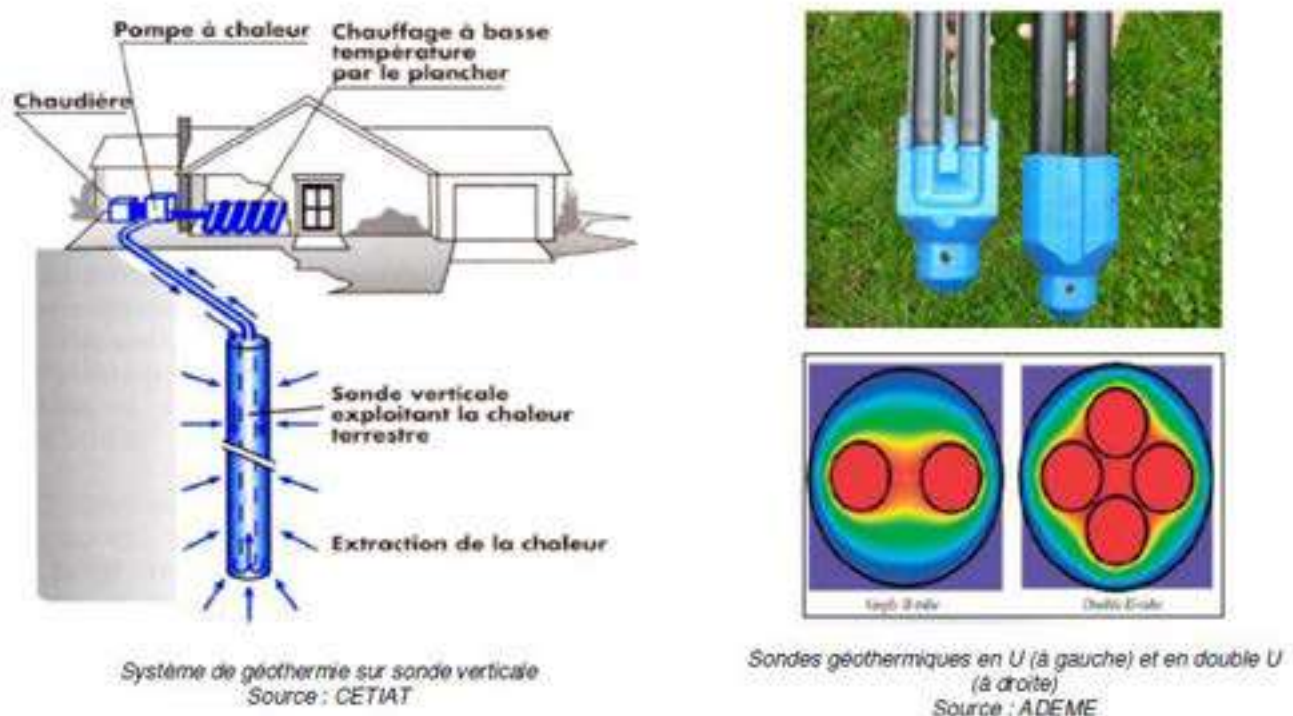 Pompe à chaleur
Chauffage à basse
température
par le plancher
Chaudière
Sonde verticale
exploitant la chaleur
terrestre
Extraction de la chaleur
Système de géothermie sur sonde verticale
Source : CETIAT
Sondes géothermiques en U (à gauche) et en double U
(à droite)
Source : ADEME